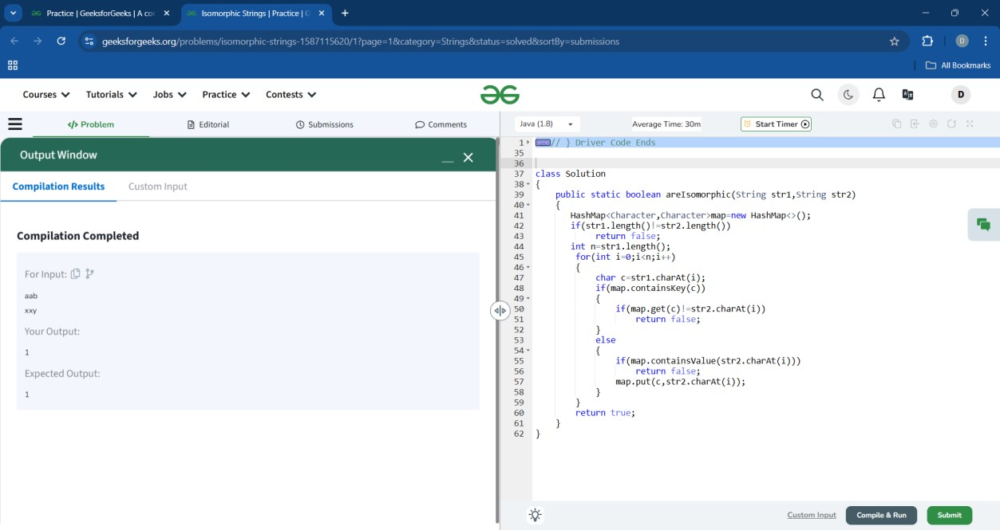 Practice | GeeksforGeeks | A cor
Isomorphic Strings | Practice | G
geeksforgeeks.org/problems/isomorphic-strings-1587115620/1?page=1&category=Strings&status=solved&sortBy=submissions
D
All Bookmarks
Courses Tutorials Jobs Practice Contests
D
Problem Editorial Submissions Comments
Java (1.8) Average Time: 30m Start Timer
Output Window
Compilation Results Custom Input
Compilation Completed
For Input:
aab
xxy
Your Output:
1
Expected Output:
1
1 // } Driver Code Ends
35
36
37 class Solution
38 {
39 public static boolean areIsomorphic(String str1,String str2)
40 {
41 HashMap<Character,Character>map=new HashMap<>();
42 if(str1.length()!=str2.length())
43 return false;
44 int n=str1.length();
45 for(int i=0;i<n;i++)
46 {
47 char c=str1.charAt(i);
48 if(map.containsKey(c))
49 {
50 if(map.get(c)!=str2.charAt(i))
51 return false;
52 }
53 else
54 {
55 if(map.containsValue(str2.charAt(i)))
56 return false;
57 map.put(c,str2.charAt(i));
58 }
59 }
60 return true;
61 }
62 }
Custom Input Compile & Run Submit